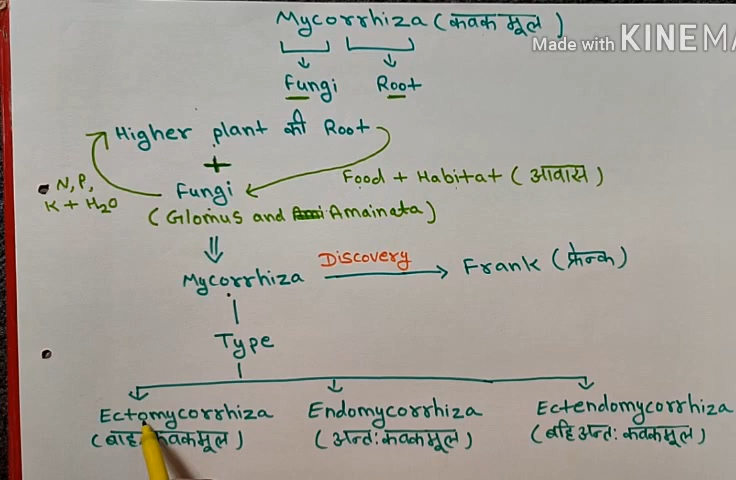 Mycorrhiza (कवकमूल)
Made with KINEMA
Fungi Root
Higher plant की Root
+
N, P,
K + H2O
Fungi
Food + Habitat (आवास)
(Glomus and Amainata)
⇓
Mycorrhiza Discovery Frank (फ्रेन्क)
Type
Ectomycorrhiza Endomycorrhiza Ectendomycorrhiza
कवकमूल) (अन्त: कवकमूल) (बहि अन्त: कवकमूल)